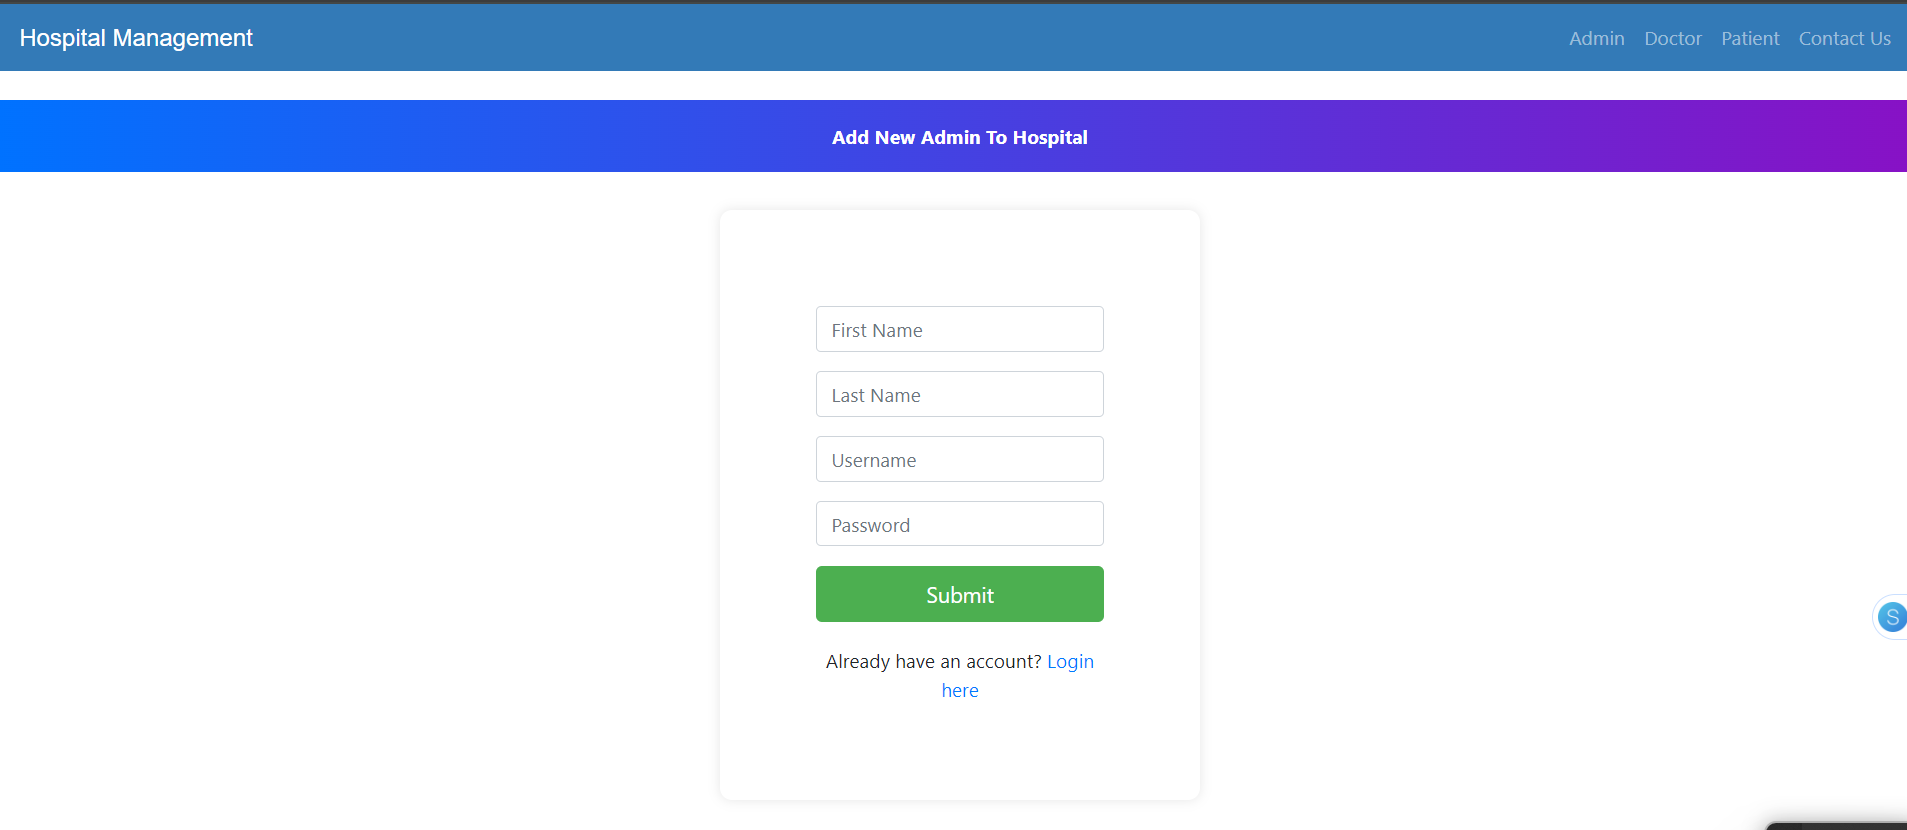 Hospital Management
Admin Doctor Patient Contact Us
Add New Admin To Hospital
First Name
Last Name
Username
Password
Submit
Already have an account? Login
here
S